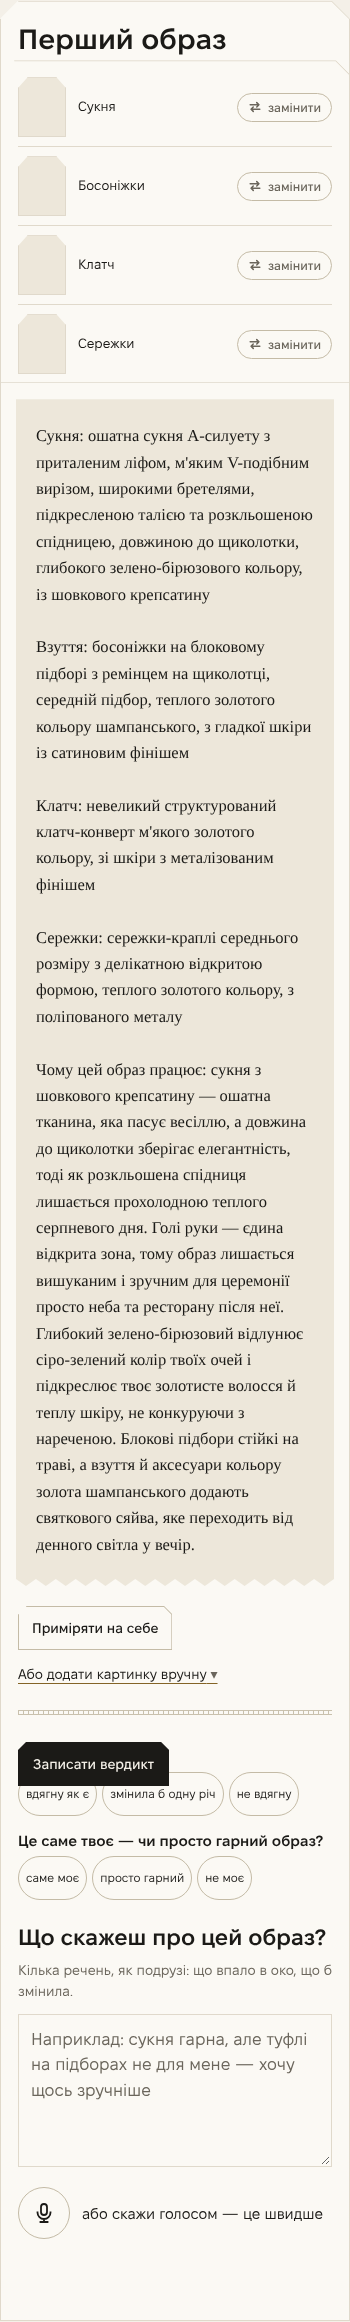 Перший образ
Сукня
⇄ замінити
Босоніжки
⇄ замінити
Клатч
⇄ замінити
Сережки
⇄ замінити
Сукня: ошатна сукня А-силуету з
приталеним ліфом, м'яким V-подібним
вирізом, широкими бретелями,
підкресленою талією та розкльошеною
спідницею, довжиною до щиколотки,
глибокого зелено-бірюзового кольору,
із шовкового крепсатину
Взуття: босоніжки на блоковому
підборі з ремінцем на щиколотці,
середній підбор, теплого золотого
кольору шампанського, з гладкої шкіри
із сатиновим фінішем
Клатч: невеликий структурований
клатч-конверт м'якого золотого
кольору, зі шкіри з металізованим
фінішем
Сережки: сережки-краплі середнього
розміру з делікатною відкритою
формою, теплого золотого кольору, з
поліпованого металу
Чому цей образ працює: сукня з
шовкового крепсатину — ошатна
тканина, яка пасує весіллю, а довжина
до щиколотки зберігає елегантність,
тоді як розкльошена спідниця
лишається прохолодною теплого
серпневого дня. Голі руки — єдина
відкрита зона, тому образ лишається
вишуканим і зручним для церемонії
просто неба та ресторану після неї.
Глибокий зелено-бірюзовий відлунює
сіро-зелений колір твоїх очей і
підкреслює твоє золотисте волосся й
теплу шкіру, не конкуруючи з
нареченою. Блокові підбори стійкі на
траві, а взуття й аксесуари кольору
золота шампанського додають
святкового сяйва, яке переходить від
денного світла у вечір.
Приміряти на себе
Або додати картинку вручну ▾
Записати вердикт
вдягну як є
змінила б одну річ
не вдягну
Це саме твоє — чи просто гарний образ?
саме моє
просто гарний
не моє
Що скажеш про цей образ?
Кілька речень, як подрузі: що впало в око, що б
змінила.
Наприклад: сукня гарна, але туфлі
на підборах не для мене — хочу
щось зручніше
або скажи голосом — це швидше